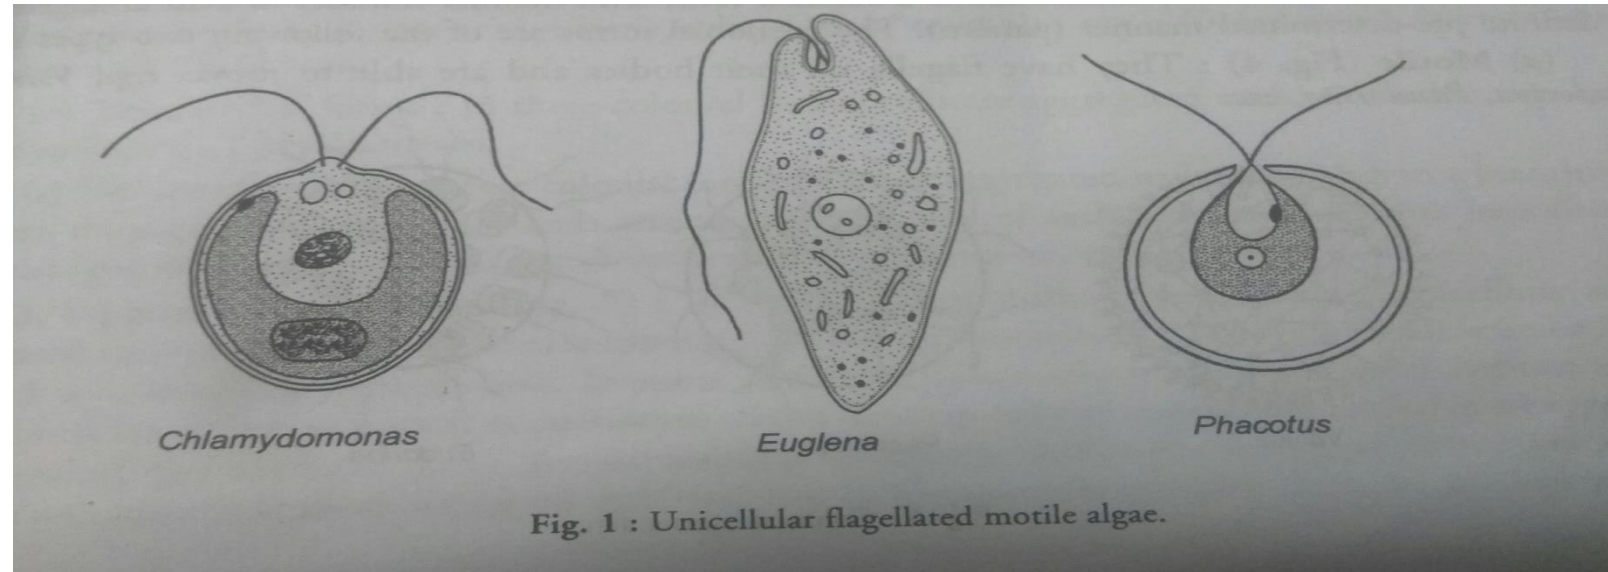 Chlamydomonas
Euglena
Phacotus
Fig. 1 : Unicellular flagellated motile algae.